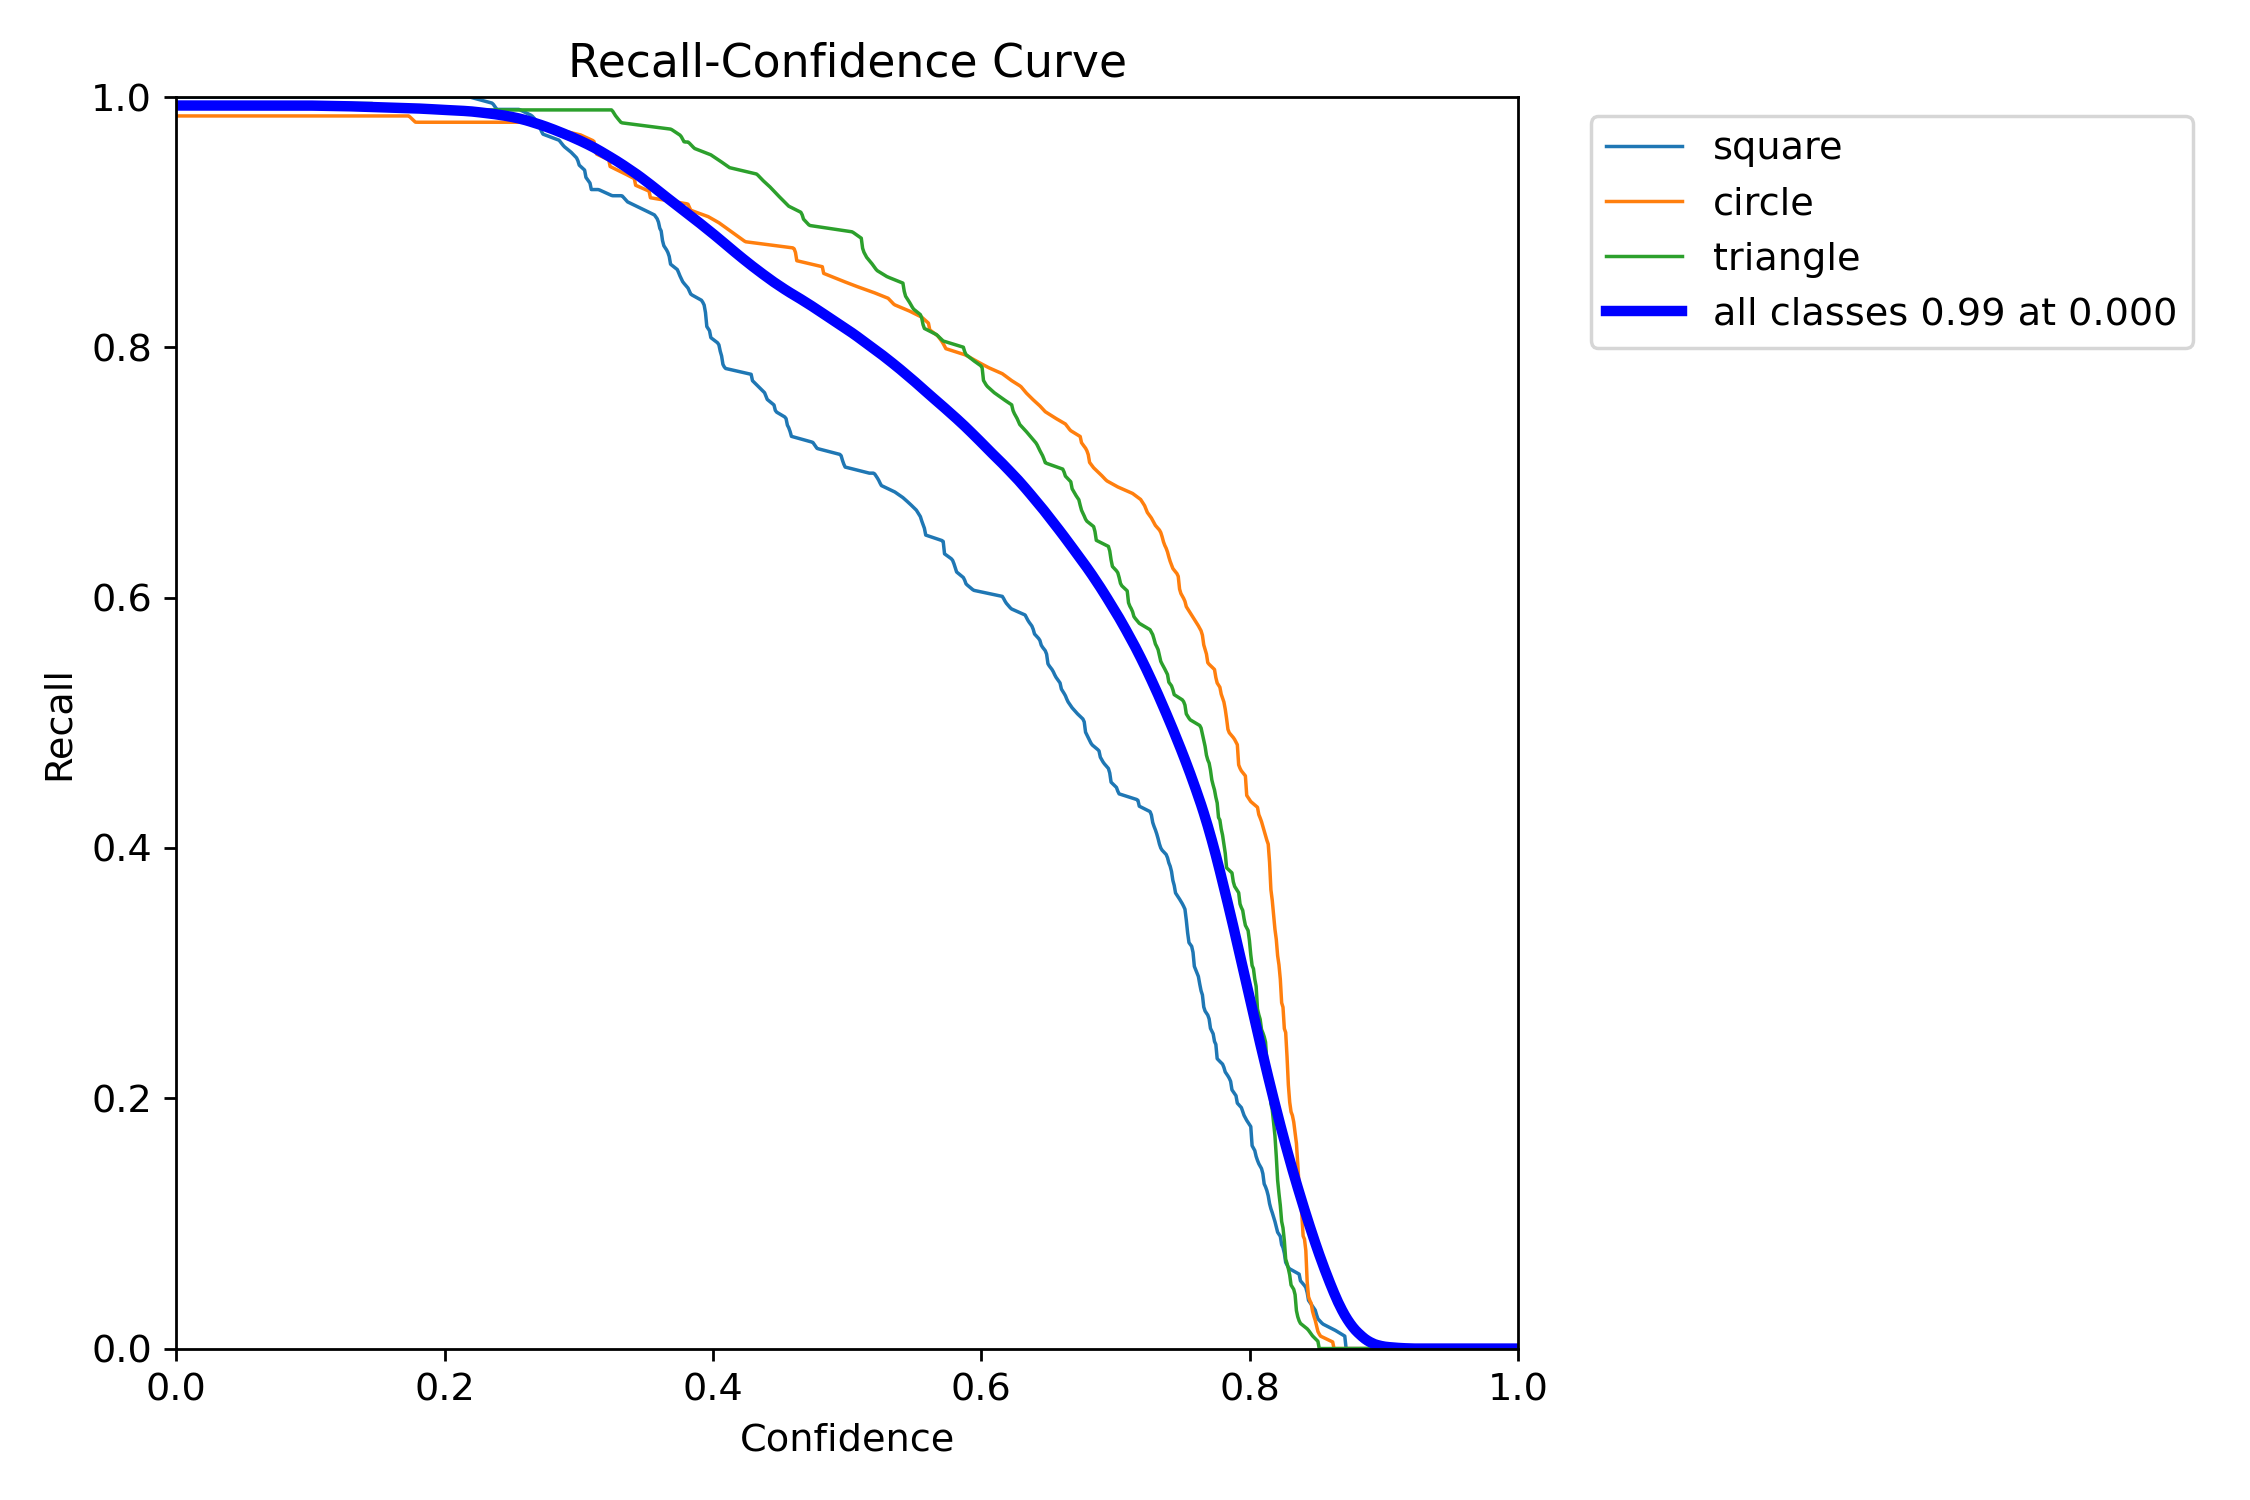 Recall-Confidence Curve
1.0
0.8
0.6
0.4
0.2
0.0
Recall
0.0 0.2 0.4 0.6 0.8 1.0
Confidence
square
circle
triangle
all classes 0.99 at 0.000